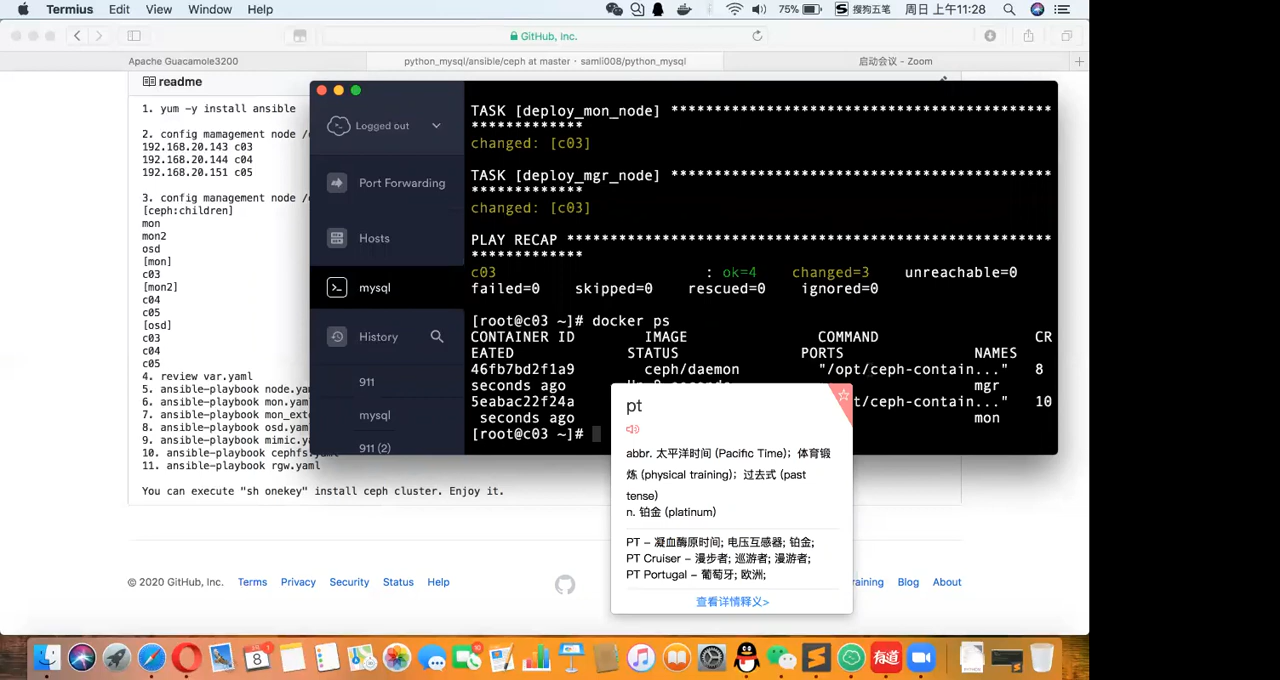 Termius Edit View Window Help 75% 搜狗五笔 周日 上午11:28
GitHub, Inc.
Apache Guacamole3200 python_mysql/ansible/ceph at master · samli008/python_mysql 启动会议 - Zoom
readme
1. yum -y install ansible
2. config management node /
192.168.20.143 c03
192.168.20.144 c04
192.168.20.151 c05
3. config management node /
[ceph:children]
mon
mon2
osd
[mon]
c03
[mon2]
c04
c05
[osd]
c03
c04
c05
4. review var.yaml
5. ansible-playbook node.ya
6. ansible-playbook mon.yam
7. ansible-playbook mon_ext
8. ansible-playbook osd.yam
9. ansible-playbook mimic.y
10. ansible-playbook cephfs.yaml
11. ansible-playbook rgw.yaml
You can execute "sh onekey" install ceph cluster. Enjoy it.
© 2020 GitHub, Inc. Terms Privacy Security Status Help raining Blog About
Logged out
Port Forwarding
Hosts
mysql
History
911
mysql
911 (2)
TASK [deploy_mon_node] ********************************************
*************
changed: [c03]
TASK [deploy_mgr_node] ********************************************
*************
changed: [c03]
PLAY RECAP ********************************************************
*************
c03 : ok=4 changed=3 unreachable=0
failed=0 skipped=0 rescued=0 ignored=0
[root@c03 ~]# docker ps
CONTAINER ID IMAGE COMMAND CR
EATED STATUS PORTS NAMES
46fb7bd2f1a9 ceph/daemon "/opt/ceph-contain..." 8
seconds ago mgr
5eabac22f24a t/ceph-contain..." 10
seconds ago mon
[root@c03 ~]#
pt
abbr. 太平洋时间 (Pacific Time)；体育锻
炼 (physical training)；过去式 (past
tense)
n. 铂金 (platinum)
PT – 凝血酶原时间; 电压互感器; 铂金;
PT Cruiser – 漫步者; 巡游者; 漫游者;
PT Portugal – 葡萄牙; 欧洲;
查看详情释义>
8
有道